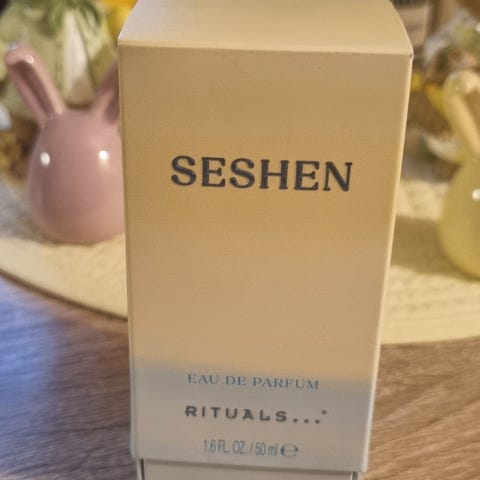 SESHEN
EAU DE PARFUM
RITUALS...®
1.6 FL. OZ. / 50 ml ℮